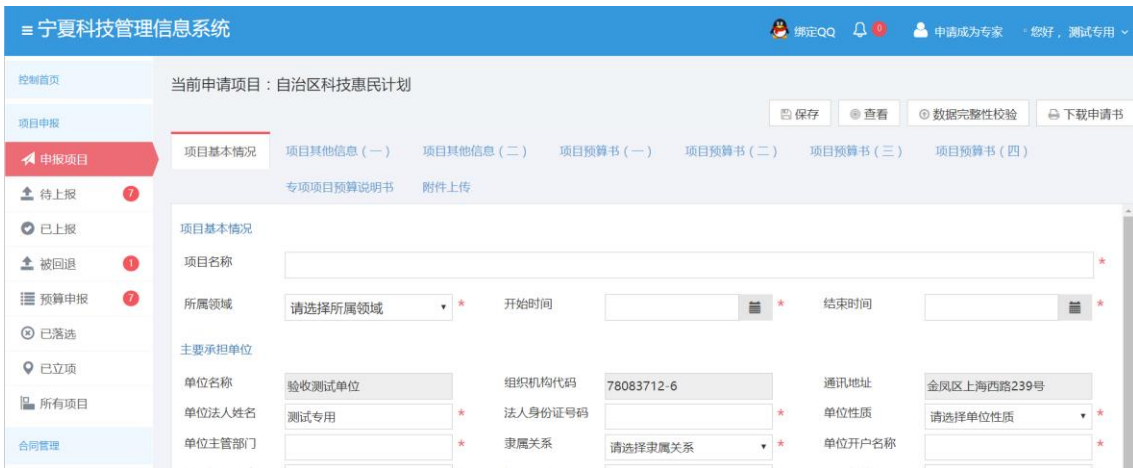 ≡宁夏科技管理信息系统 绑定QQ 0 申请成为专家 您好，测试专用
控制首页
项目申报
申报项目
待上报 7
已上报
被回退 1
预算申报 7
已落选
已立项
所有项目
合同管理
当前申请项目：自治区科技惠民计划
保存 查看 数据完整性校验 下载申请书
项目基本情况 项目其他信息（一） 项目其他信息（二） 项目预算书（一） 项目预算书（二） 项目预算书（三） 项目预算书（四）
专项项目预算说明书 附件上传
项目基本情况
项目名称 *
所属领域 请选择所属领域 * 开始时间 * 结束时间 *
主要承担单位
单位名称 验收测试单位 组织机构代码 78083712-6 通讯地址 金凤区上海西路239号
单位法人姓名 测试专用 * 法人身份证号码 * 单位性质 请选择单位性质 *
单位主管部门 * 隶属关系 请选择隶属关系 * 单位开户名称 *